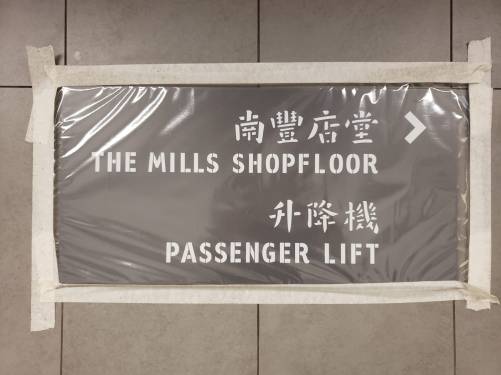 南豐店堂
THE MILLS SHOPFLOOR
升降機
PASSENGER LIFT